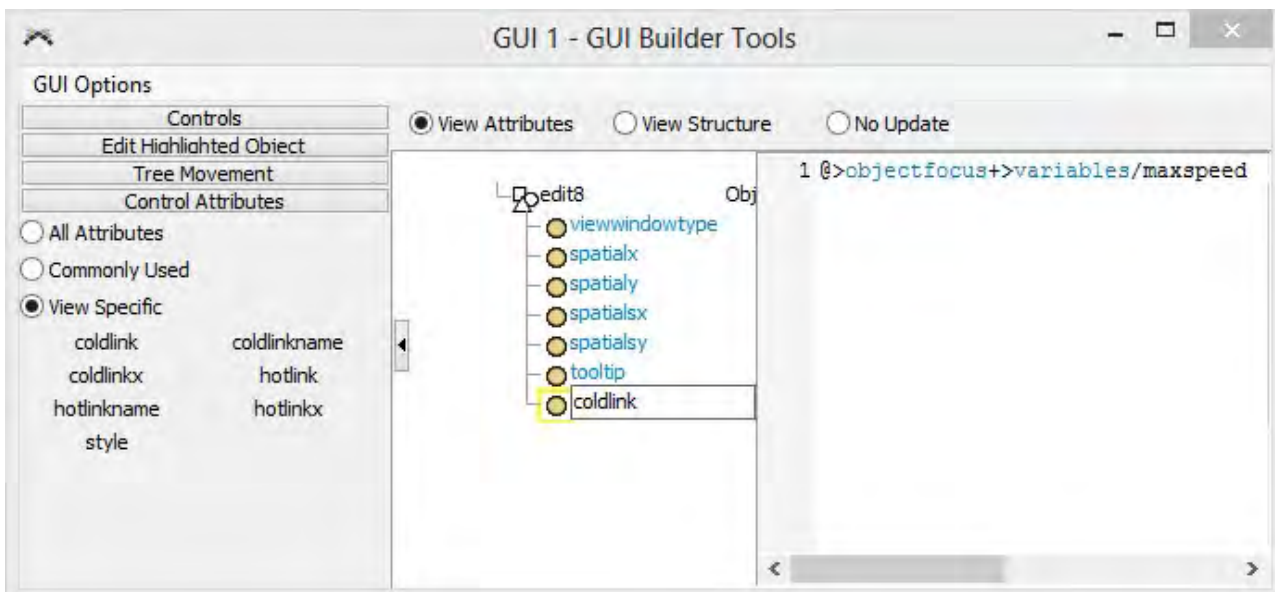 GUI 1 - GUI Builder Tools
GUI Options
Controls
Edit Highlighted Object
Tree Movement
Control Attributes
All Attributes
Commonly Used
View Specific
coldlink coldlinkname
coldlinkx hotlink
hotlinkname hotlinkx
style
View Attributes View Structure No Update
edit8 Obj
viewwindowtype
spatialx
spatialy
spatialsx
spatialsy
tooltip
coldlink
1 @>objectfocus+>variables/maxspeed